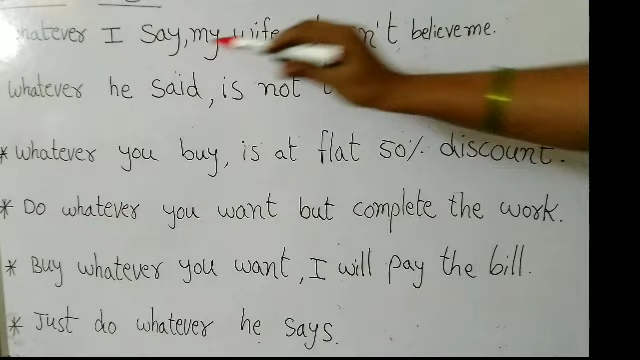 whatever I say, my wife n't believe me.
whatever he said, is not
* whatever you buy, is at flat 50% discount.
* Do whatever you want but complete the work.
* Buy whatever you want, I will pay the bill.
* Just do whatever he says.